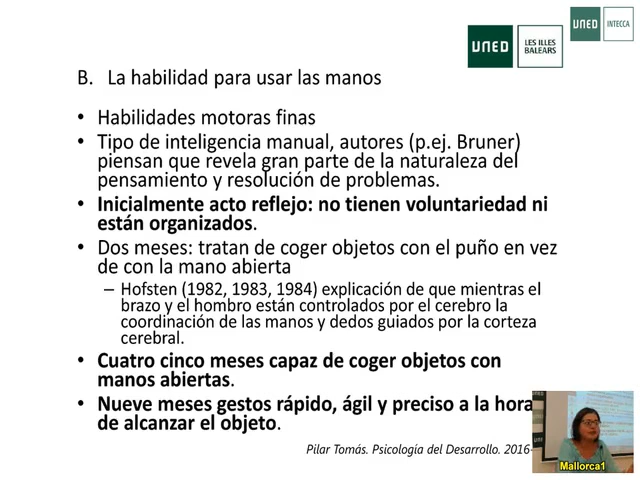 UNED
INTECCA
UNED
LES ILLES
BALEARS
B. La habilidad para usar las manos
• Habilidades motoras finas
• Tipo de inteligencia manual, autores (p.ej. Bruner)
piensan que revela gran parte de la naturaleza del
pensamiento y resolución de problemas.
• Inicialmente acto reflejo: no tienen voluntariedad ni
están organizados.
• Dos meses: tratan de coger objetos con el puño en vez
de con la mano abierta
– Hofsten (1982, 1983, 1984) explicación de que mientras el
brazo y el hombro están controlados por el cerebro la
coordinación de las manos y dedos guiados por la corteza
cerebral.
• Cuatro cinco meses capaz de coger objetos con
manos abiertas.
• Nueve meses gestos rápido, ágil y preciso a la hora
de alcanzar el objeto.
Pilar Tomás. Psicología del Desarrollo. 2016-
Mallorca1